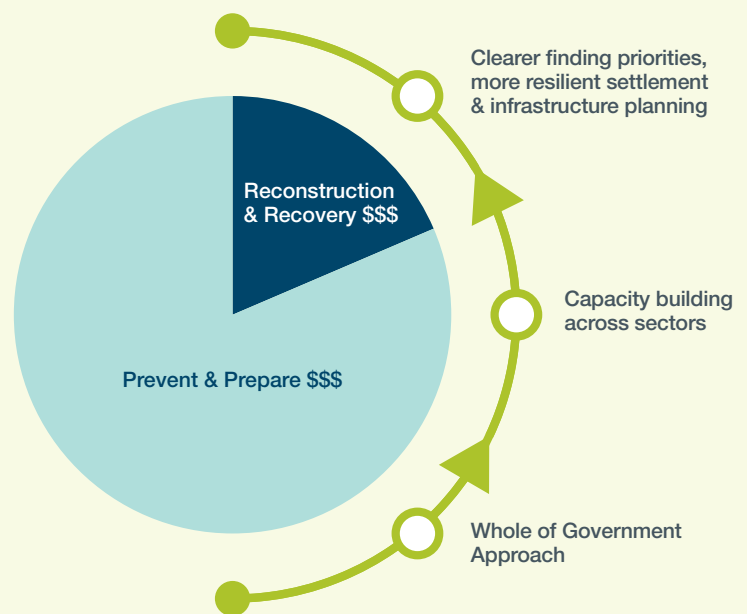 Clearer finding priorities,
more resilient settlement
& infrastructure planning
Reconstruction
& Recovery $$$
Capacity building
across sectors
Prevent & Prepare $$$
Whole of Government
Approach